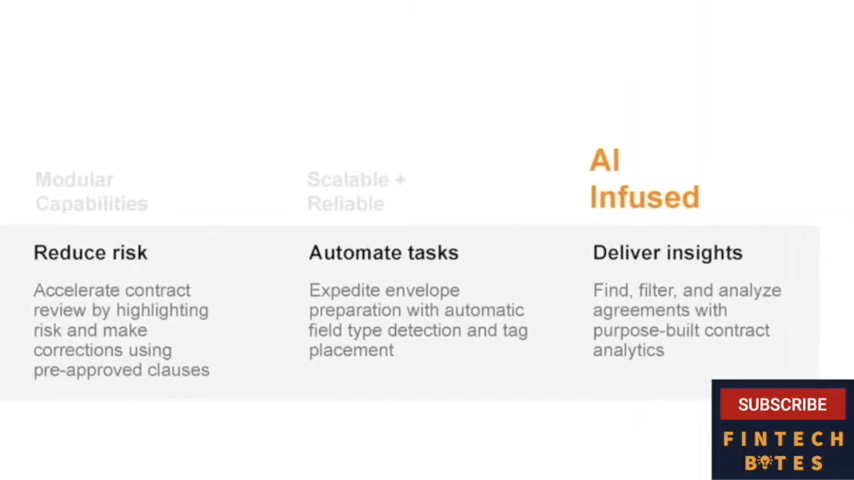 Modular
Capabilities
Scalable +
Reliable
AI
Infused
Reduce risk
Accelerate contract
review by highlighting
risk and make
corrections using
pre-approved clauses
Automate tasks
Expedite envelope
preparation with automatic
field type detection and tag
placement
Deliver insights
Find, filter, and analyze
agreements with
purpose-built contract
analytics
SUBSCRIBE
FINTECH
BYTES